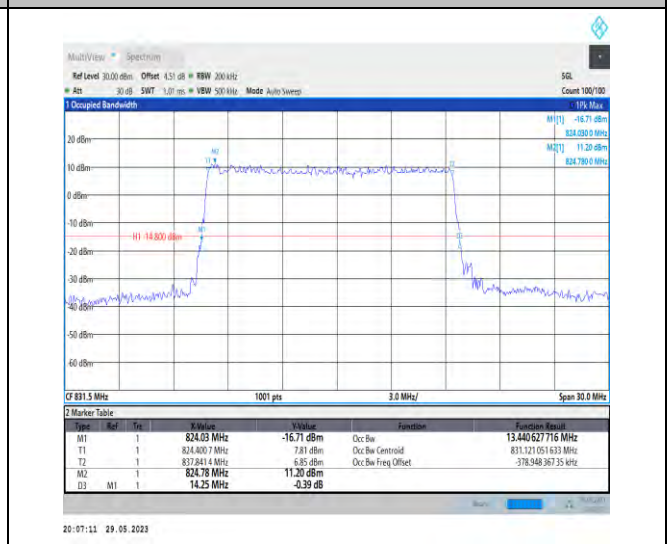 MultiView Spectrum
Ref Level 30.00 dBm Offset 4.51 dB RBW 200 kHz SGL
Att 30 dB SWT 1.01 ms VBW 500 kHz Mode Auto Sweep Count 100/100
1 Occupied Bandwidth 1Pk Max
M1[1] -16.71 dBm
824.030 0 MHz
20 dBm
M2[1] 11.20 dBm
824.780 0 MHz
M2
T1
10 dBm
0 dBm
-10 dBm
M1
H1 -14.800 dBm
-20 dBm
-30 dBm
-40 dBm
-50 dBm
-60 dBm
CF 831.5 MHz 1001 pts 3.0 MHz/ Span 30.0 MHz
2 Marker Table
Type Ref Trc X-Value Y-Value Function Function Result
M1 1 824.03 MHz -16.71 dBm Occ Bw 13.440 627 716 MHz
T1 1 824.400 7 MHz 7.81 dBm Occ Bw Centroid 831.121 051 633 MHz
T2 1 837.841 4 MHz 6.85 dBm Occ Bw Freq Offset -378.948 367 35 kHz
M2 1 824.78 MHz 11.20 dBm
D3 M1 1 14.25 MHz -0.39 dB
20:07:11 29.05.2023